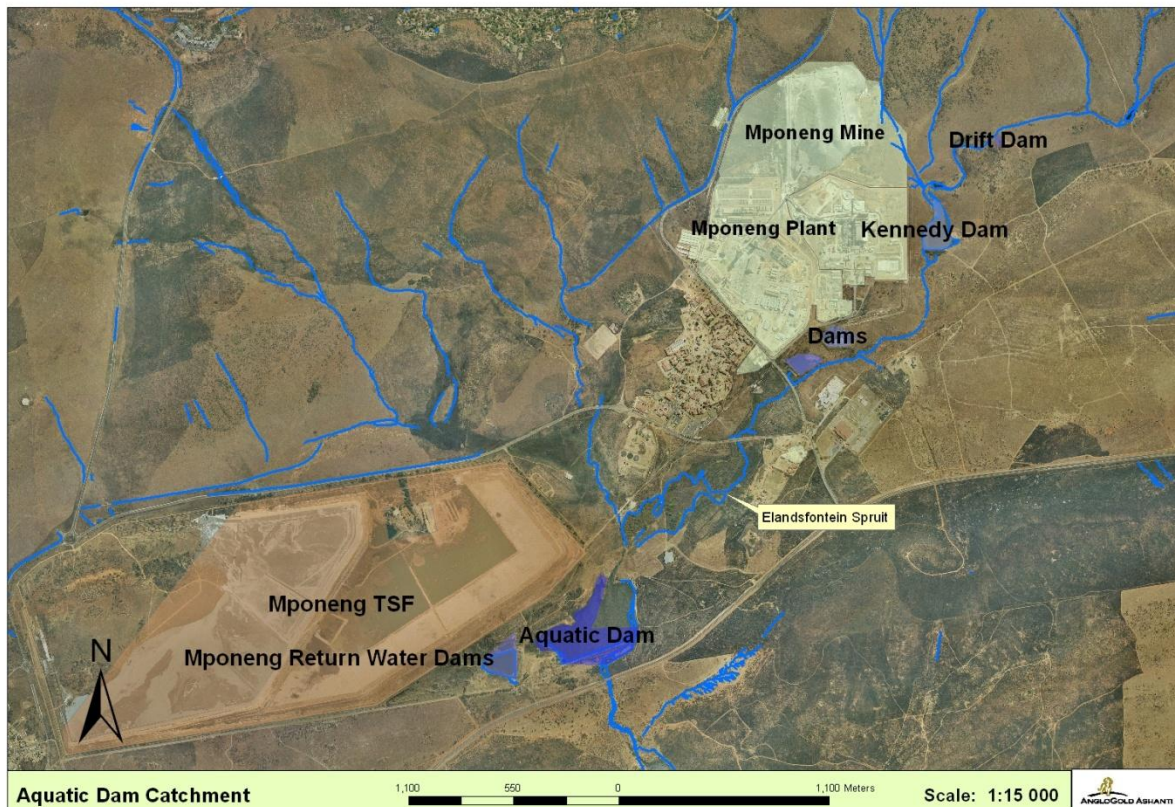 Mponeng Mine
Drift Dam
Mponeng Plant
Kennedy Dam
Dams
Elandsfontein Spruit
Mponeng TSF
Aquatic Dam
Mponeng Return Water Dams
N
Aquatic Dam Catchment
1,100 550 0 1,100 Meters
Scale: 1:15 000
ANGLOGOLD ASHANTI